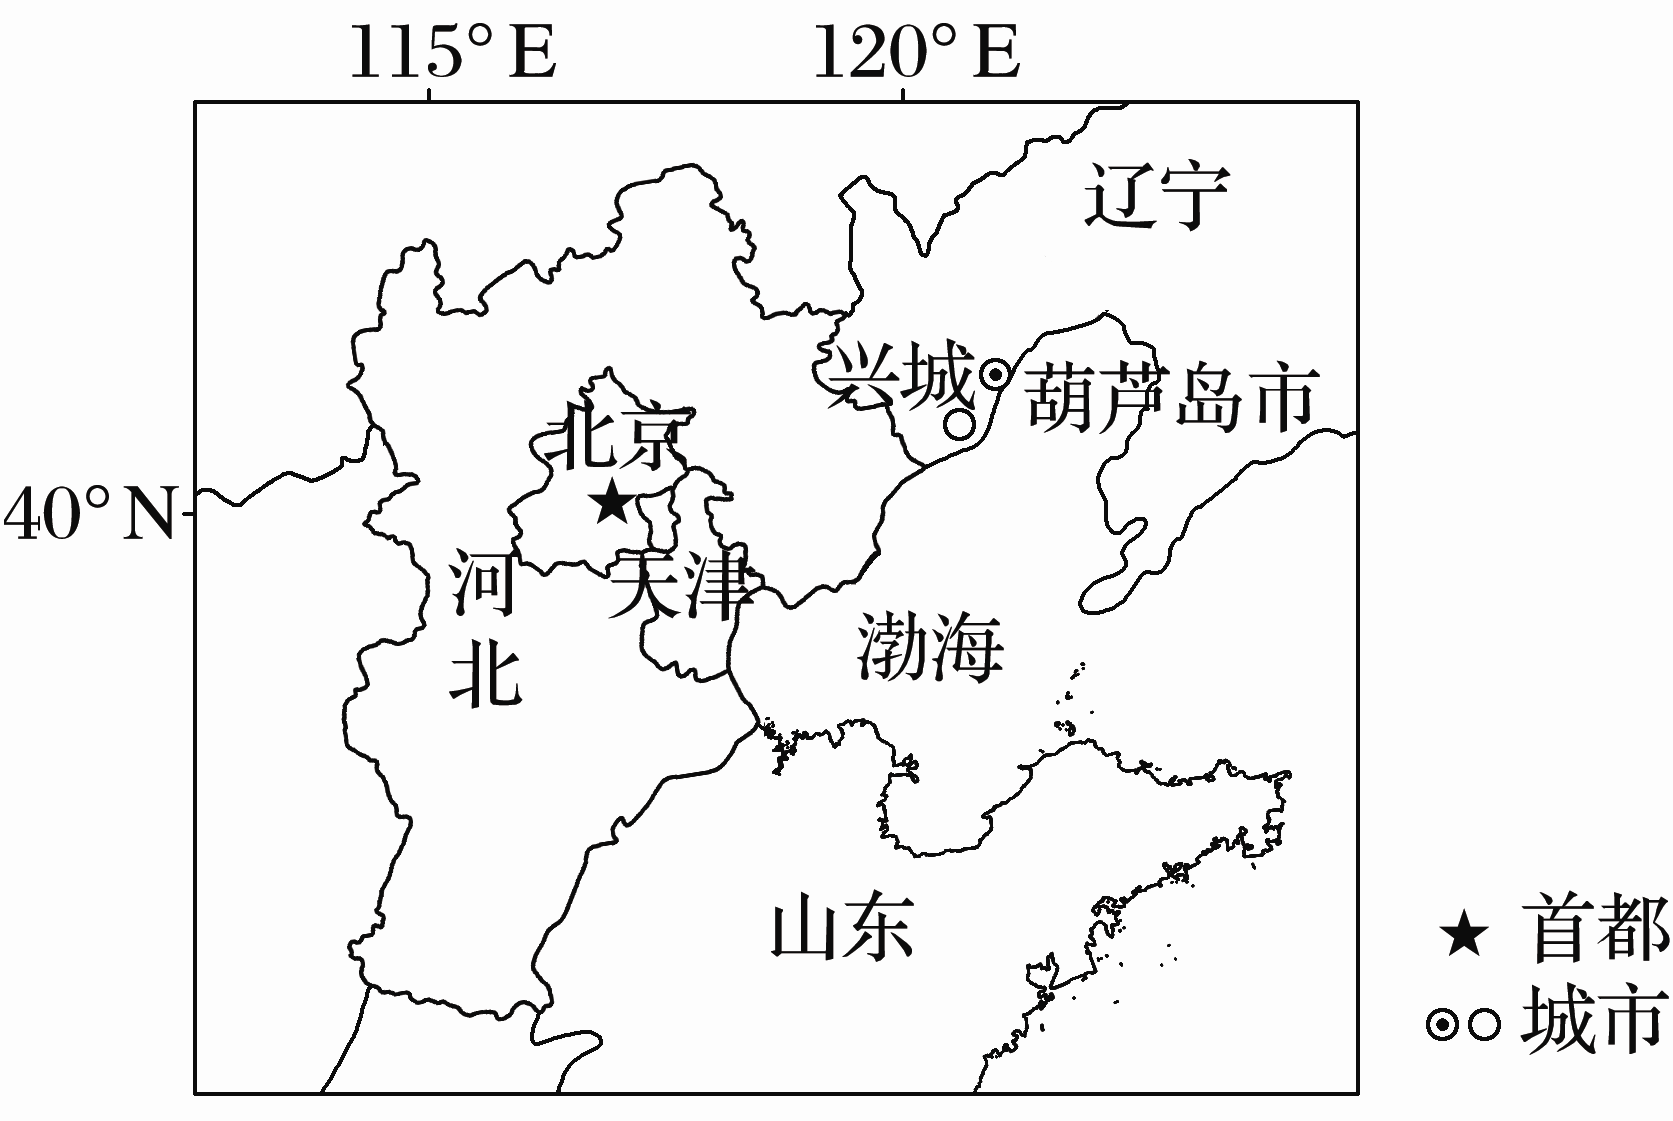 115°E 120°E
辽宁
兴城 葫芦岛市
北京
40°N
河北
天津
渤海
山东
首都
城市